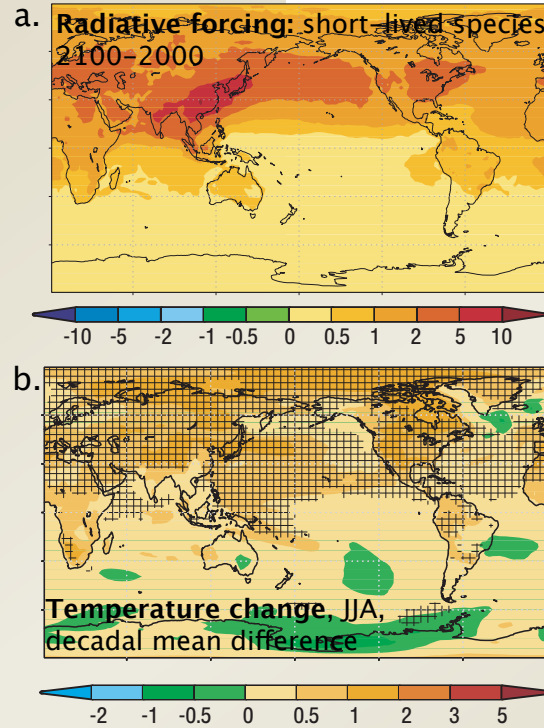 a.
Radiative forcing: short-lived species
2100-2000
-10 -5 -2 -1 -0.5 0 0.5 1 2 5 10
b.
Temperature change, JJA,
decadal mean difference
-2 -1 -0.5 0 0.5 1 2 3 5